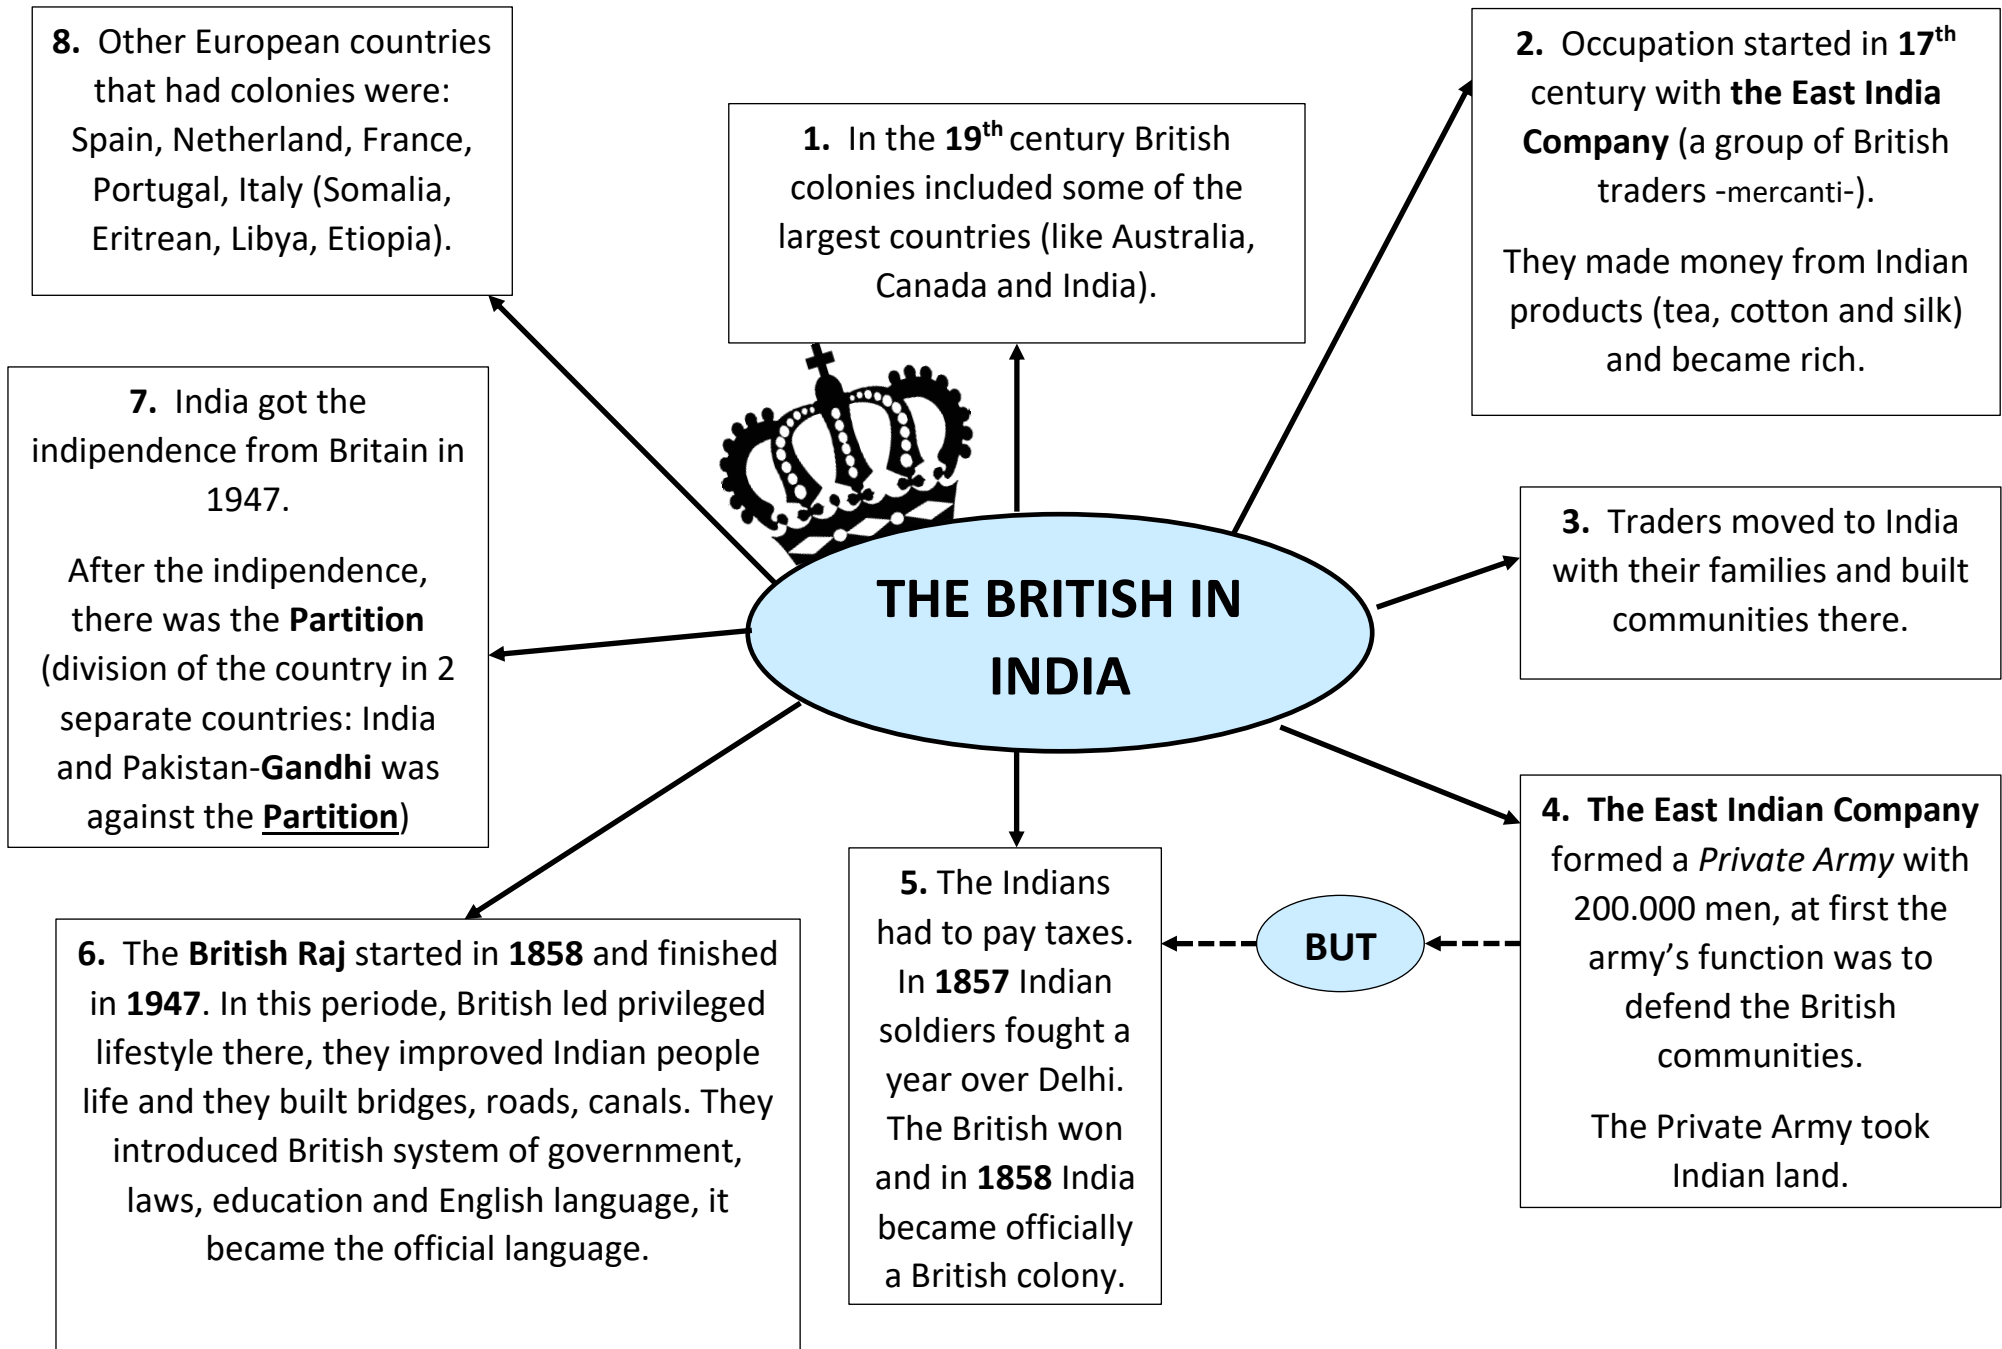 8. Other European countries
that had colonies were:
Spain, Netherland, France,
Portugal, Italy (Somalia,
Eritrean, Libya, Etiopia).
1. In the 19th century British
colonies included some of the
largest countries (like Australia,
Canada and India).
2. Occupation started in 17th
century with the East India
Company (a group of British
traders -mercanti-).
They made money from Indian
products (tea, cotton and silk)
and became rich.
7. India got the
indipendence from Britain in
1947.
After the indipendence,
there was the Partition
(division of the country in 2
separate countries: India
and Pakistan-Gandhi was
against the Partition)
THE BRITISH IN
INDIA
3. Traders moved to India
with their families and built
communities there.
4. The East Indian Company
formed a Private Army with
200.000 men, at first the
army’s function was to
defend the British
communities.
The Private Army took
Indian land.
BUT
5. The Indians
had to pay taxes.
In 1857 Indian
soldiers fought a
year over Delhi.
The British won
and in 1858 India
became officially
a British colony.
6. The British Raj started in 1858 and finished
in 1947. In this periode, British led privileged
lifestyle there, they improved Indian people
life and they built bridges, roads, canals. They
introduced British system of government,
laws, education and English language, it
became the official language.